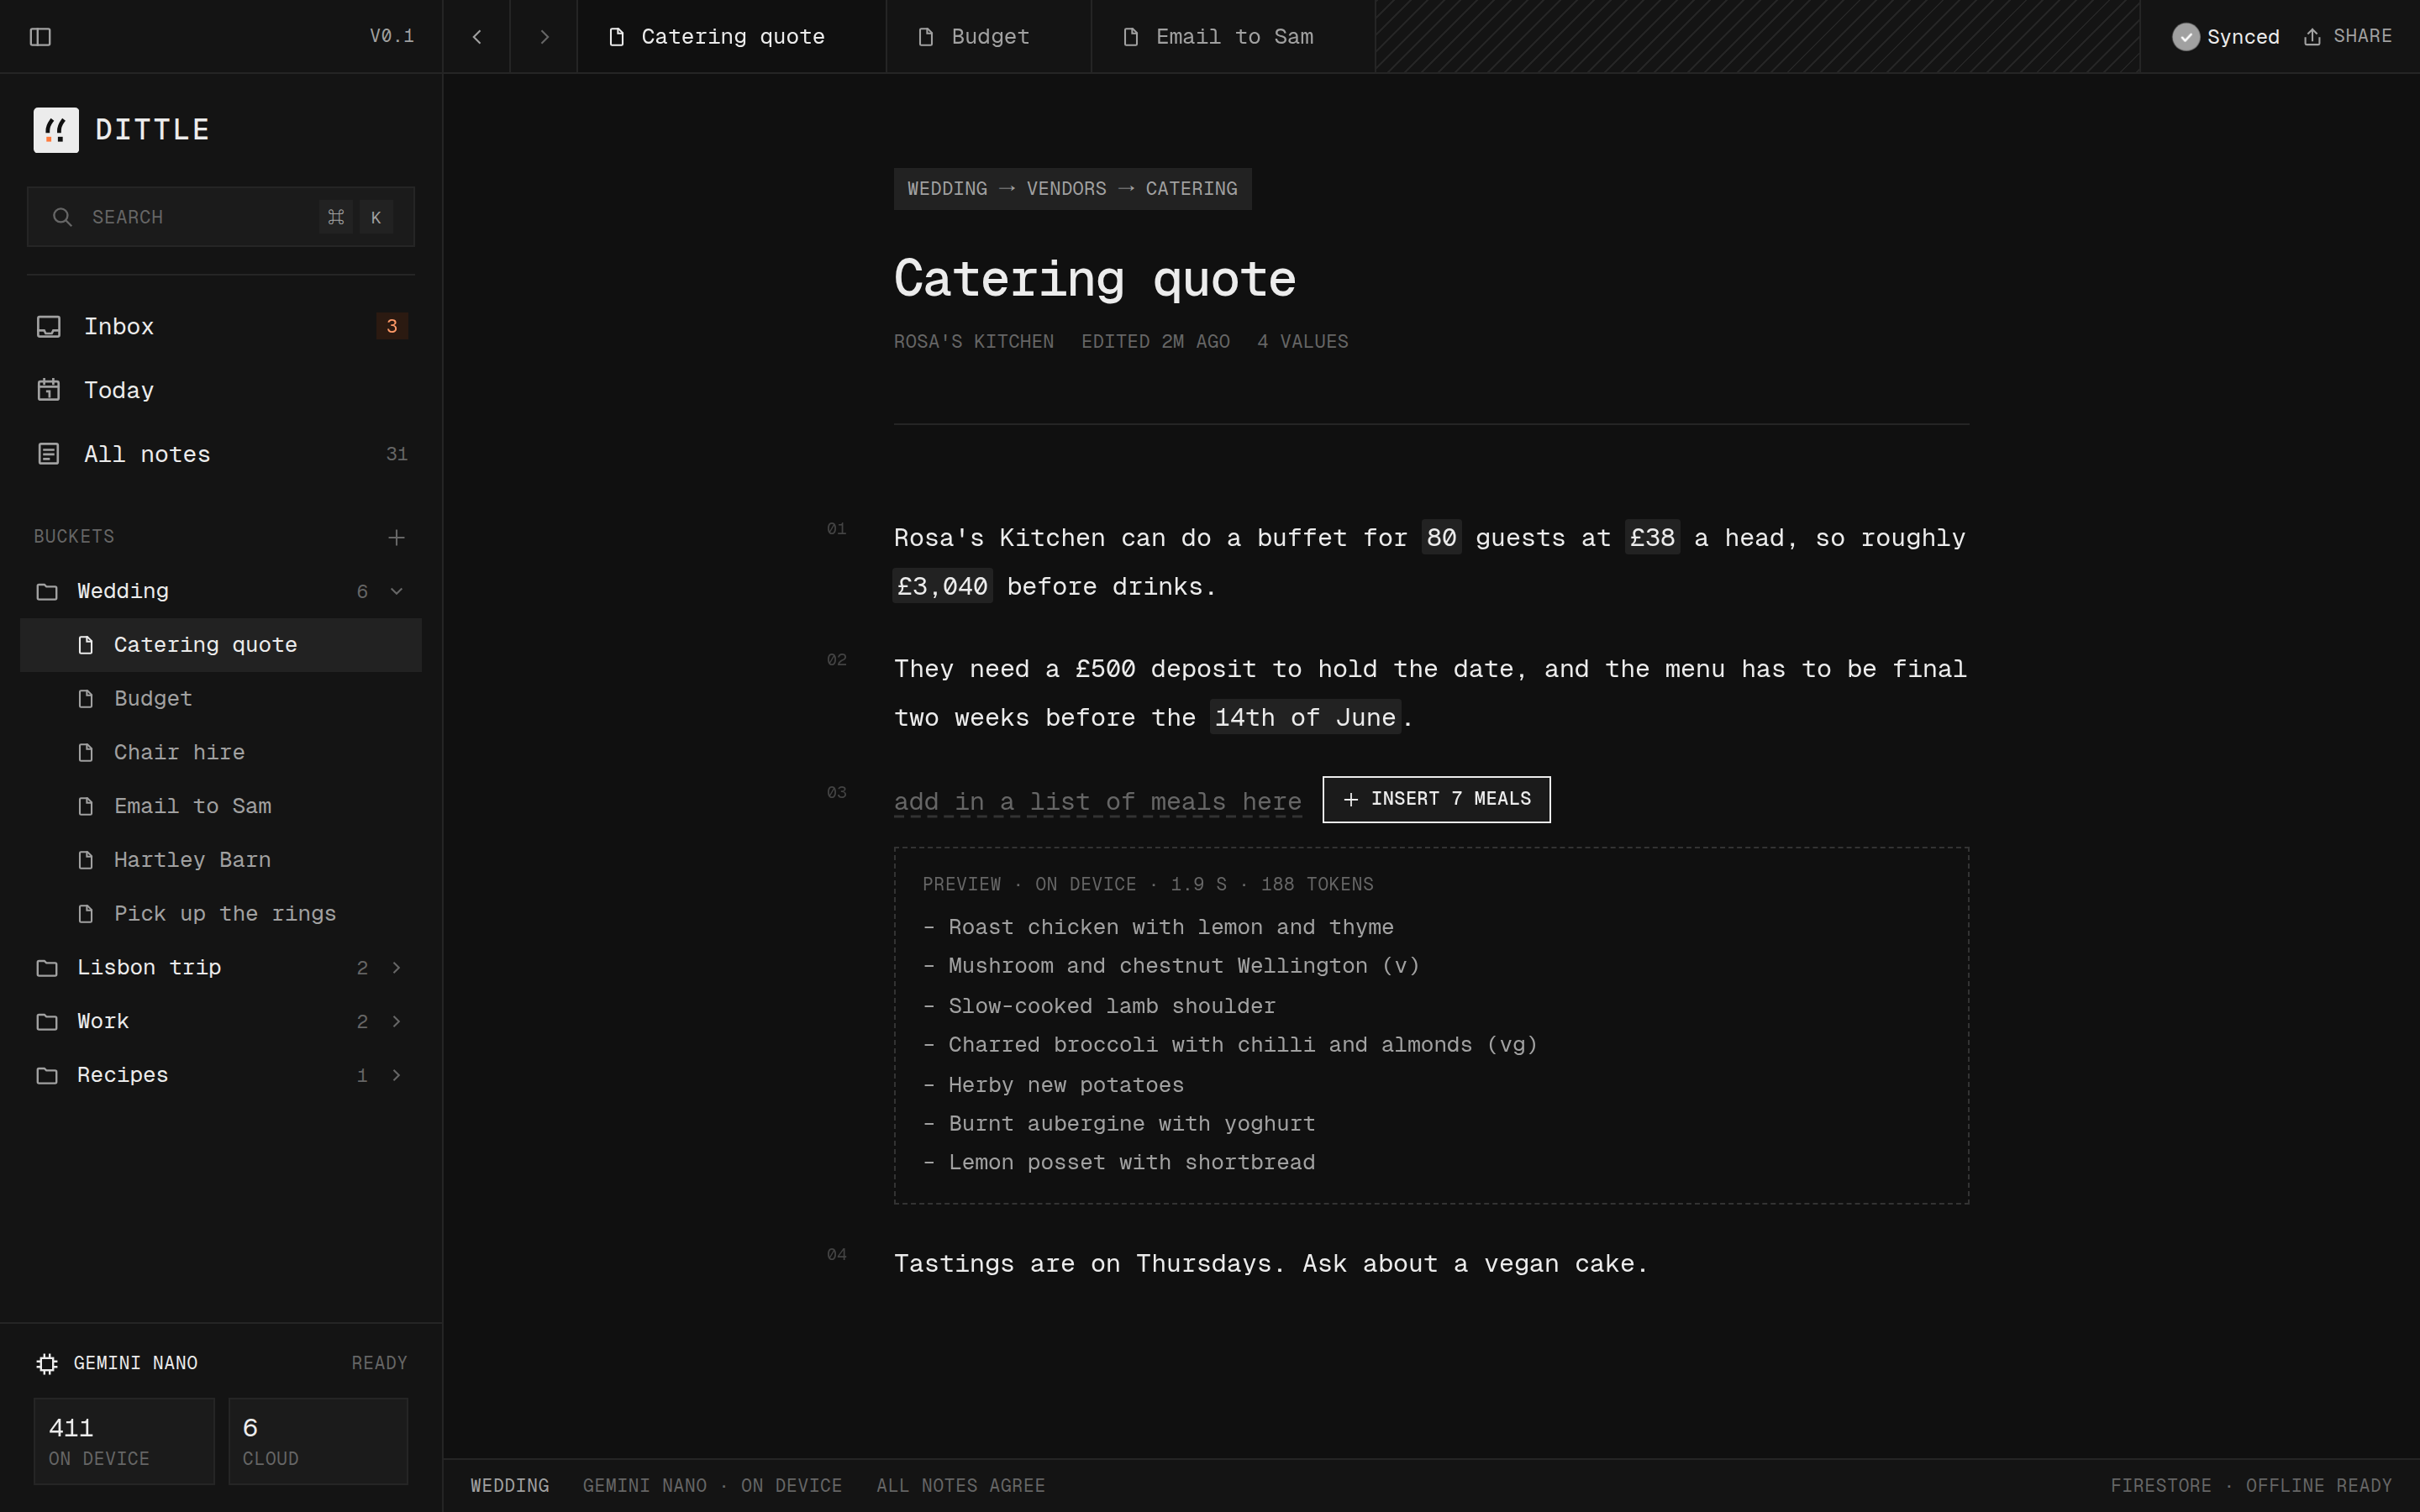 V0.1
Catering quote
Budget
Email to Sam
Synced
SHARE
DITTLE
SEARCH
⌘ K
Inbox 3
Today
All notes 31
BUCKETS
Wedding 6
Catering quote
Budget
Chair hire
Email to Sam
Hartley Barn
Pick up the rings
Lisbon trip 2
Work 2
Recipes 1
GEMINI NANO READY
411
ON DEVICE
6
CLOUD
WEDDING → VENDORS → CATERING
Catering quote
ROSA'S KITCHEN EDITED 2M AGO 4 VALUES
01
Rosa's Kitchen can do a buffet for 80 guests at £38 a head, so roughly
£3,040 before drinks.
02
They need a £500 deposit to hold the date, and the menu has to be final
two weeks before the 14th of June.
03
add in a list of meals here
+ INSERT 7 MEALS
PREVIEW · ON DEVICE · 1.9 S · 188 TOKENS
- Roast chicken with lemon and thyme
- Mushroom and chestnut Wellington (v)
- Slow-cooked lamb shoulder
- Charred broccoli with chilli and almonds (vg)
- Herby new potatoes
- Burnt aubergine with yoghurt
- Lemon posset with shortbread
04
Tastings are on Thursdays. Ask about a vegan cake.
WEDDING GEMINI NANO · ON DEVICE ALL NOTES AGREE
FIRESTORE · OFFLINE READY